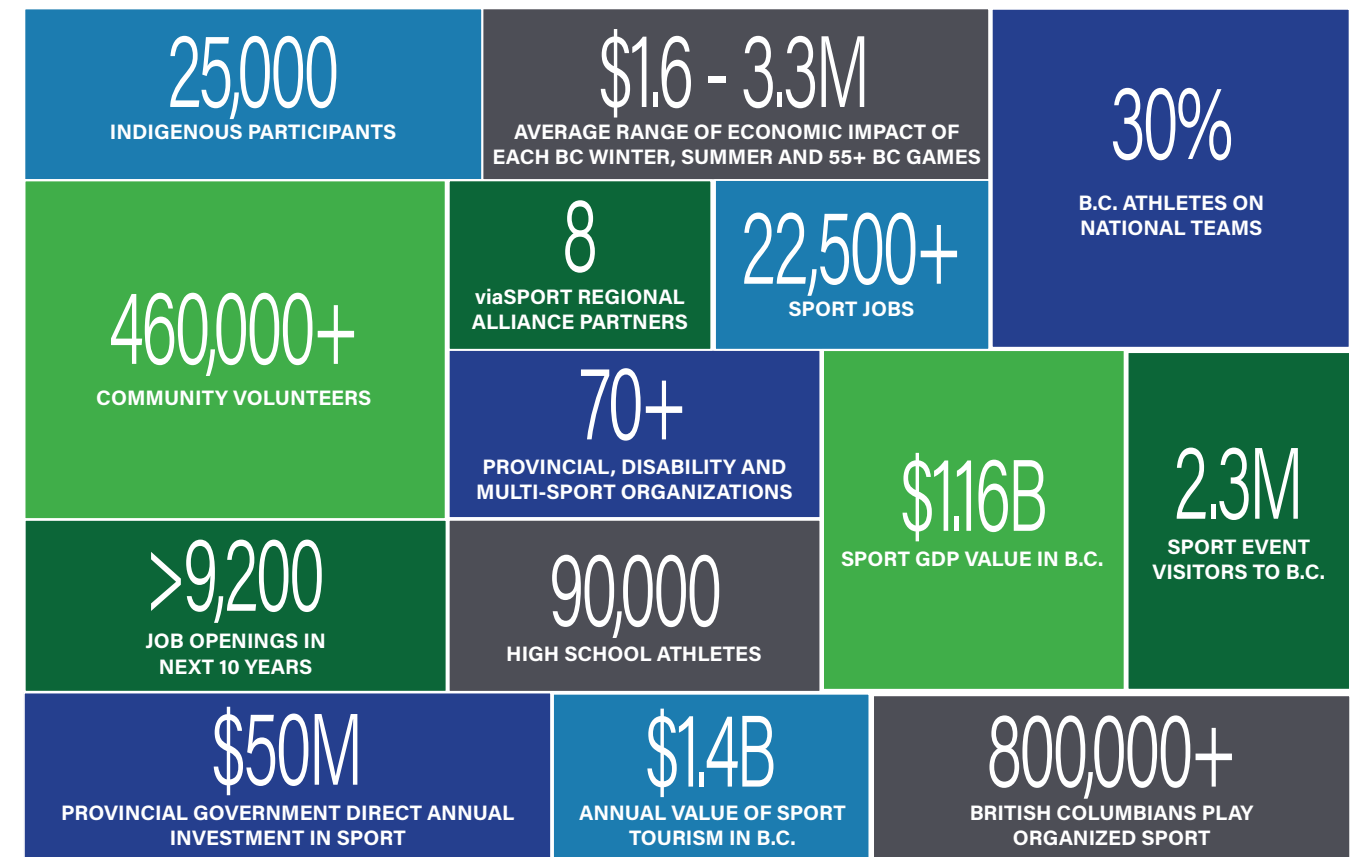 25,000
INDIGENOUS PARTICIPANTS
$1.6 - 3.3M
AVERAGE RANGE OF ECONOMIC IMPACT OF
EACH BC WINTER, SUMMER AND 55+ BC GAMES
30%
B.C. ATHLETES ON
NATIONAL TEAMS
460,000+
COMMUNITY VOLUNTEERS
8
viaSPORT REGIONAL
ALLIANCE PARTNERS
22,500+
SPORT JOBS
70+
PROVINCIAL, DISABILITY AND
MULTI-SPORT ORGANIZATIONS
$1.16B
SPORT GDP VALUE IN B.C.
2.3M
SPORT EVENT
VISITORS TO B.C.
>9,200
JOB OPENINGS IN
NEXT 10 YEARS
90,000
HIGH SCHOOL ATHLETES
$50M
PROVINCIAL GOVERNMENT DIRECT ANNUAL
INVESTMENT IN SPORT
$1.4B
ANNUAL VALUE OF SPORT
TOURISM IN B.C.
800,000+
BRITISH COLUMBIANS PLAY
ORGANIZED SPORT